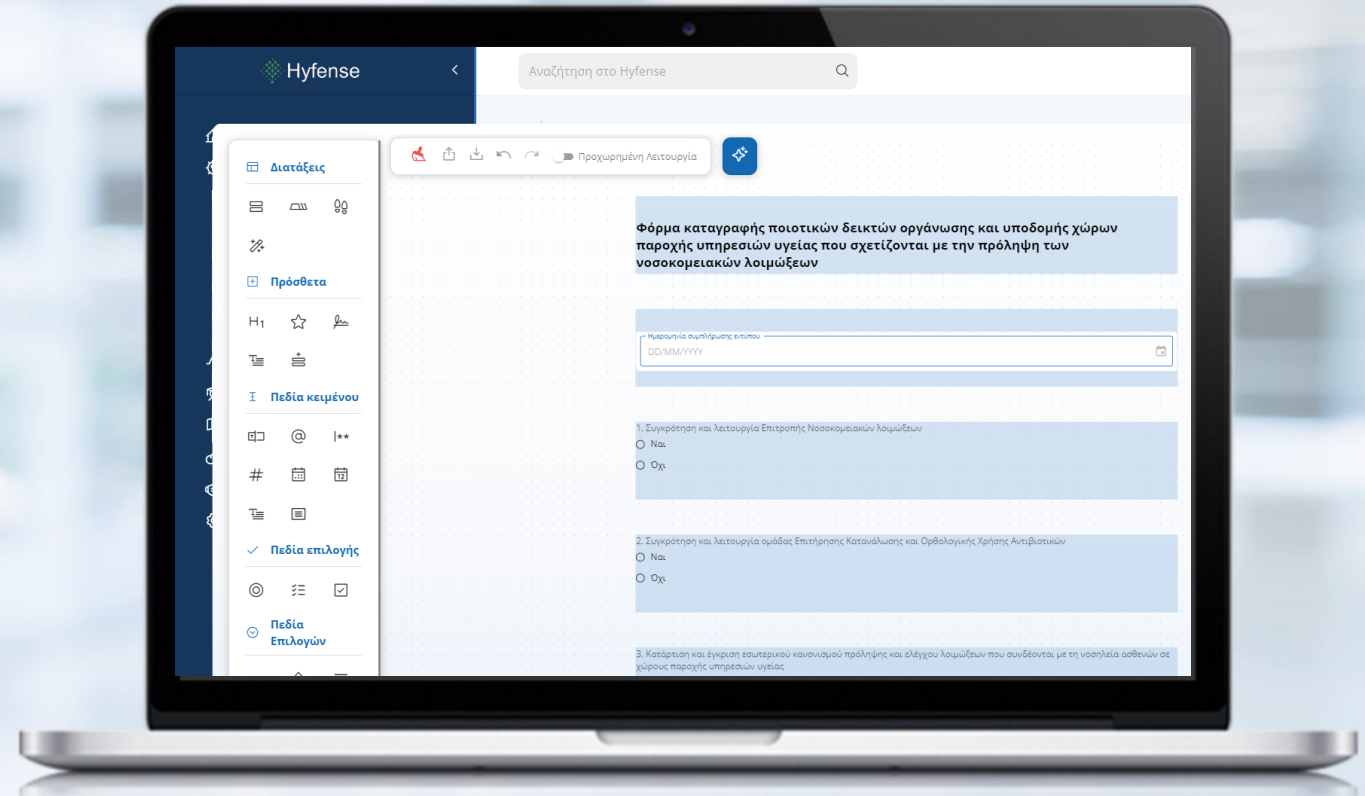 Hyfense
Αναζήτηση στο Hyfense
Διατάξεις
Προχωρημένη Λειτουργία
Πρόσθετα
H1
Πεδία κειμένου
@
|**
#
12
Πεδία επιλογής
Πεδία
Επιλογών
Φόρμα καταγραφής ποιοτικών δεικτών οργάνωσης και υποδομής χώρων
παροχής υπηρεσιών υγείας που σχετίζονται με την πρόληψη των
νοσοκομειακών λοιμώξεων
Ημερομηνία συμπλήρωσης εντύπου
DD/MM/YYYY
1. Συγκρότηση και λειτουργία Επιτροπής Νοσοκομειακών λοιμώξεων
Ναι
Όχι
2. Συγκρότηση και λειτουργία ομάδας Επιτήρησης Κατανάλωσης και Ορθολογικής Χρήσης Αντιβιοτικών
Ναι
Όχι
3. Κατάρτιση και έγκριση εσωτερικού κανονισμού πρόληψης και ελέγχου λοιμώξεων που συνδέονται με τη νοσηλεία ασθενών σε
χώρους παροχής υπηρεσιών υγείας